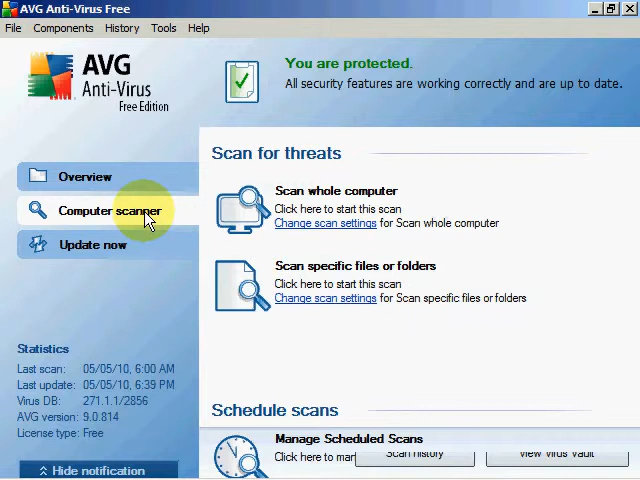 AVG Anti-Virus Free
File Components History Tools Help
AVG
Anti-Virus
Free Edition
You are protected.
All security features are working correctly and are up to date.
Overview
Computer scanner
Update now
Scan for threats
Scan whole computer
Click here to start this scan
Change scan settings for Scan whole computer
Scan specific files or folders
Click here to start this scan
Change scan settings for Scan specific files or folders
Statistics
Last scan: 05/05/10, 6:00 AM
Last update: 05/05/10, 6:39 PM
Virus DB: 271.1.1/2856
AVG version: 9.0.814
License type: Free
Hide notification
Schedule scans
Manage Scheduled Scans
Click here to mar
Scan history
View Virus Vault